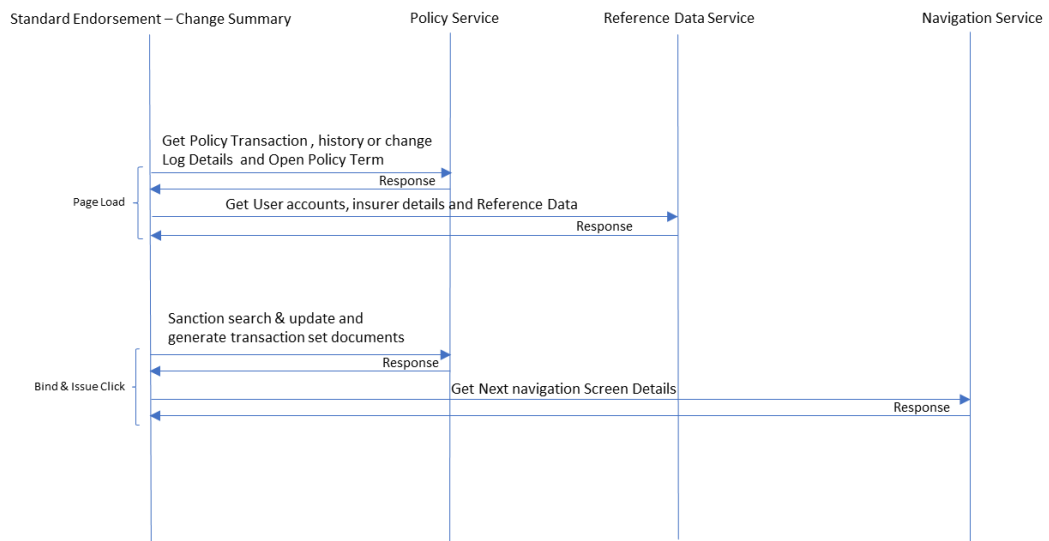 Standard Endorsement – Change Summary
Policy Service
Reference Data Service
Navigation Service
Get Policy Transaction , history or change
Log Details and Open Policy Term
Response
Page Load
Get User accounts, insurer details and Reference Data
Response
Sanction search & update and
generate transaction set documents
Response
Bind & Issue Click
Get Next navigation Screen Details
Response